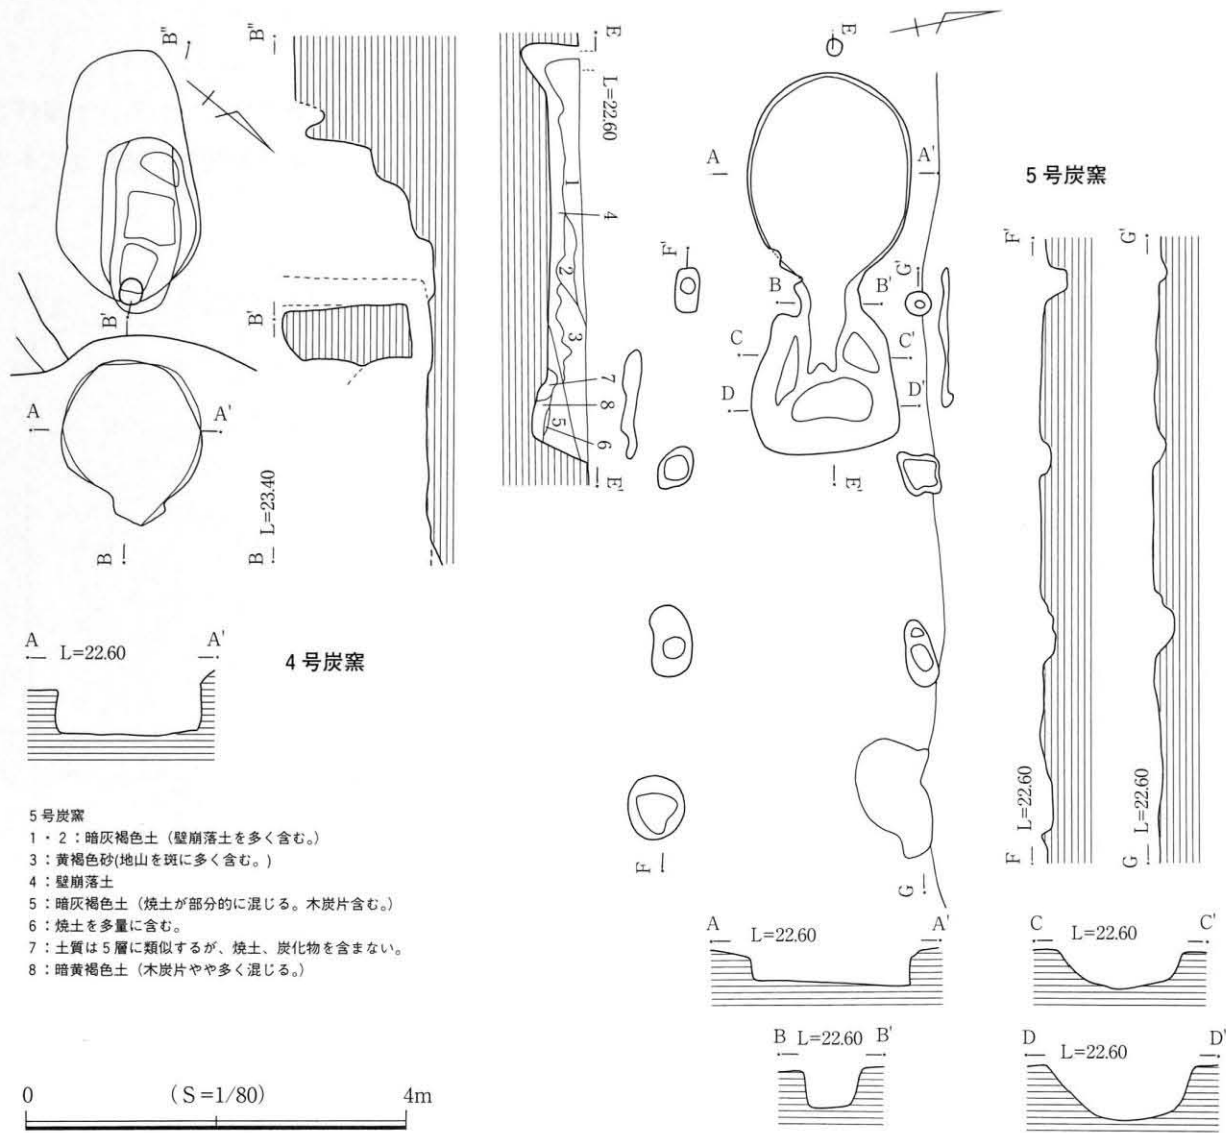 B"
B"
E
E
L=22.60
A
A'
5号炭窯
1
4
2
3
7
8
5
6
F'
G'
B
B'
F'
G'
B'
B'
C
C'
D
D'
A
A'
E'
E'
L=23.40
B
B
A
L=22.60
A'
4号炭窯
L=22.60
L=22.60
F
G
F
G
5号炭窯
1・2:暗灰褐色土(壁崩落土を多く含む。)
3:黄褐色砂(地山を斑に多く含む。)
4:壁崩落土
5:暗灰褐色土(焼土が部分的に混じる。木炭片含む。)
6:焼土を多量に含む。
7:土質は5層に類似するが、焼土、炭化物を含まない。
8:暗黄褐色土(木炭片やや多く混じる。)
A
L=22.60
A'
C
L=22.60
C'
B
L=22.60
B'
D
L=22.60
D'
0
(S=1/80)
4m